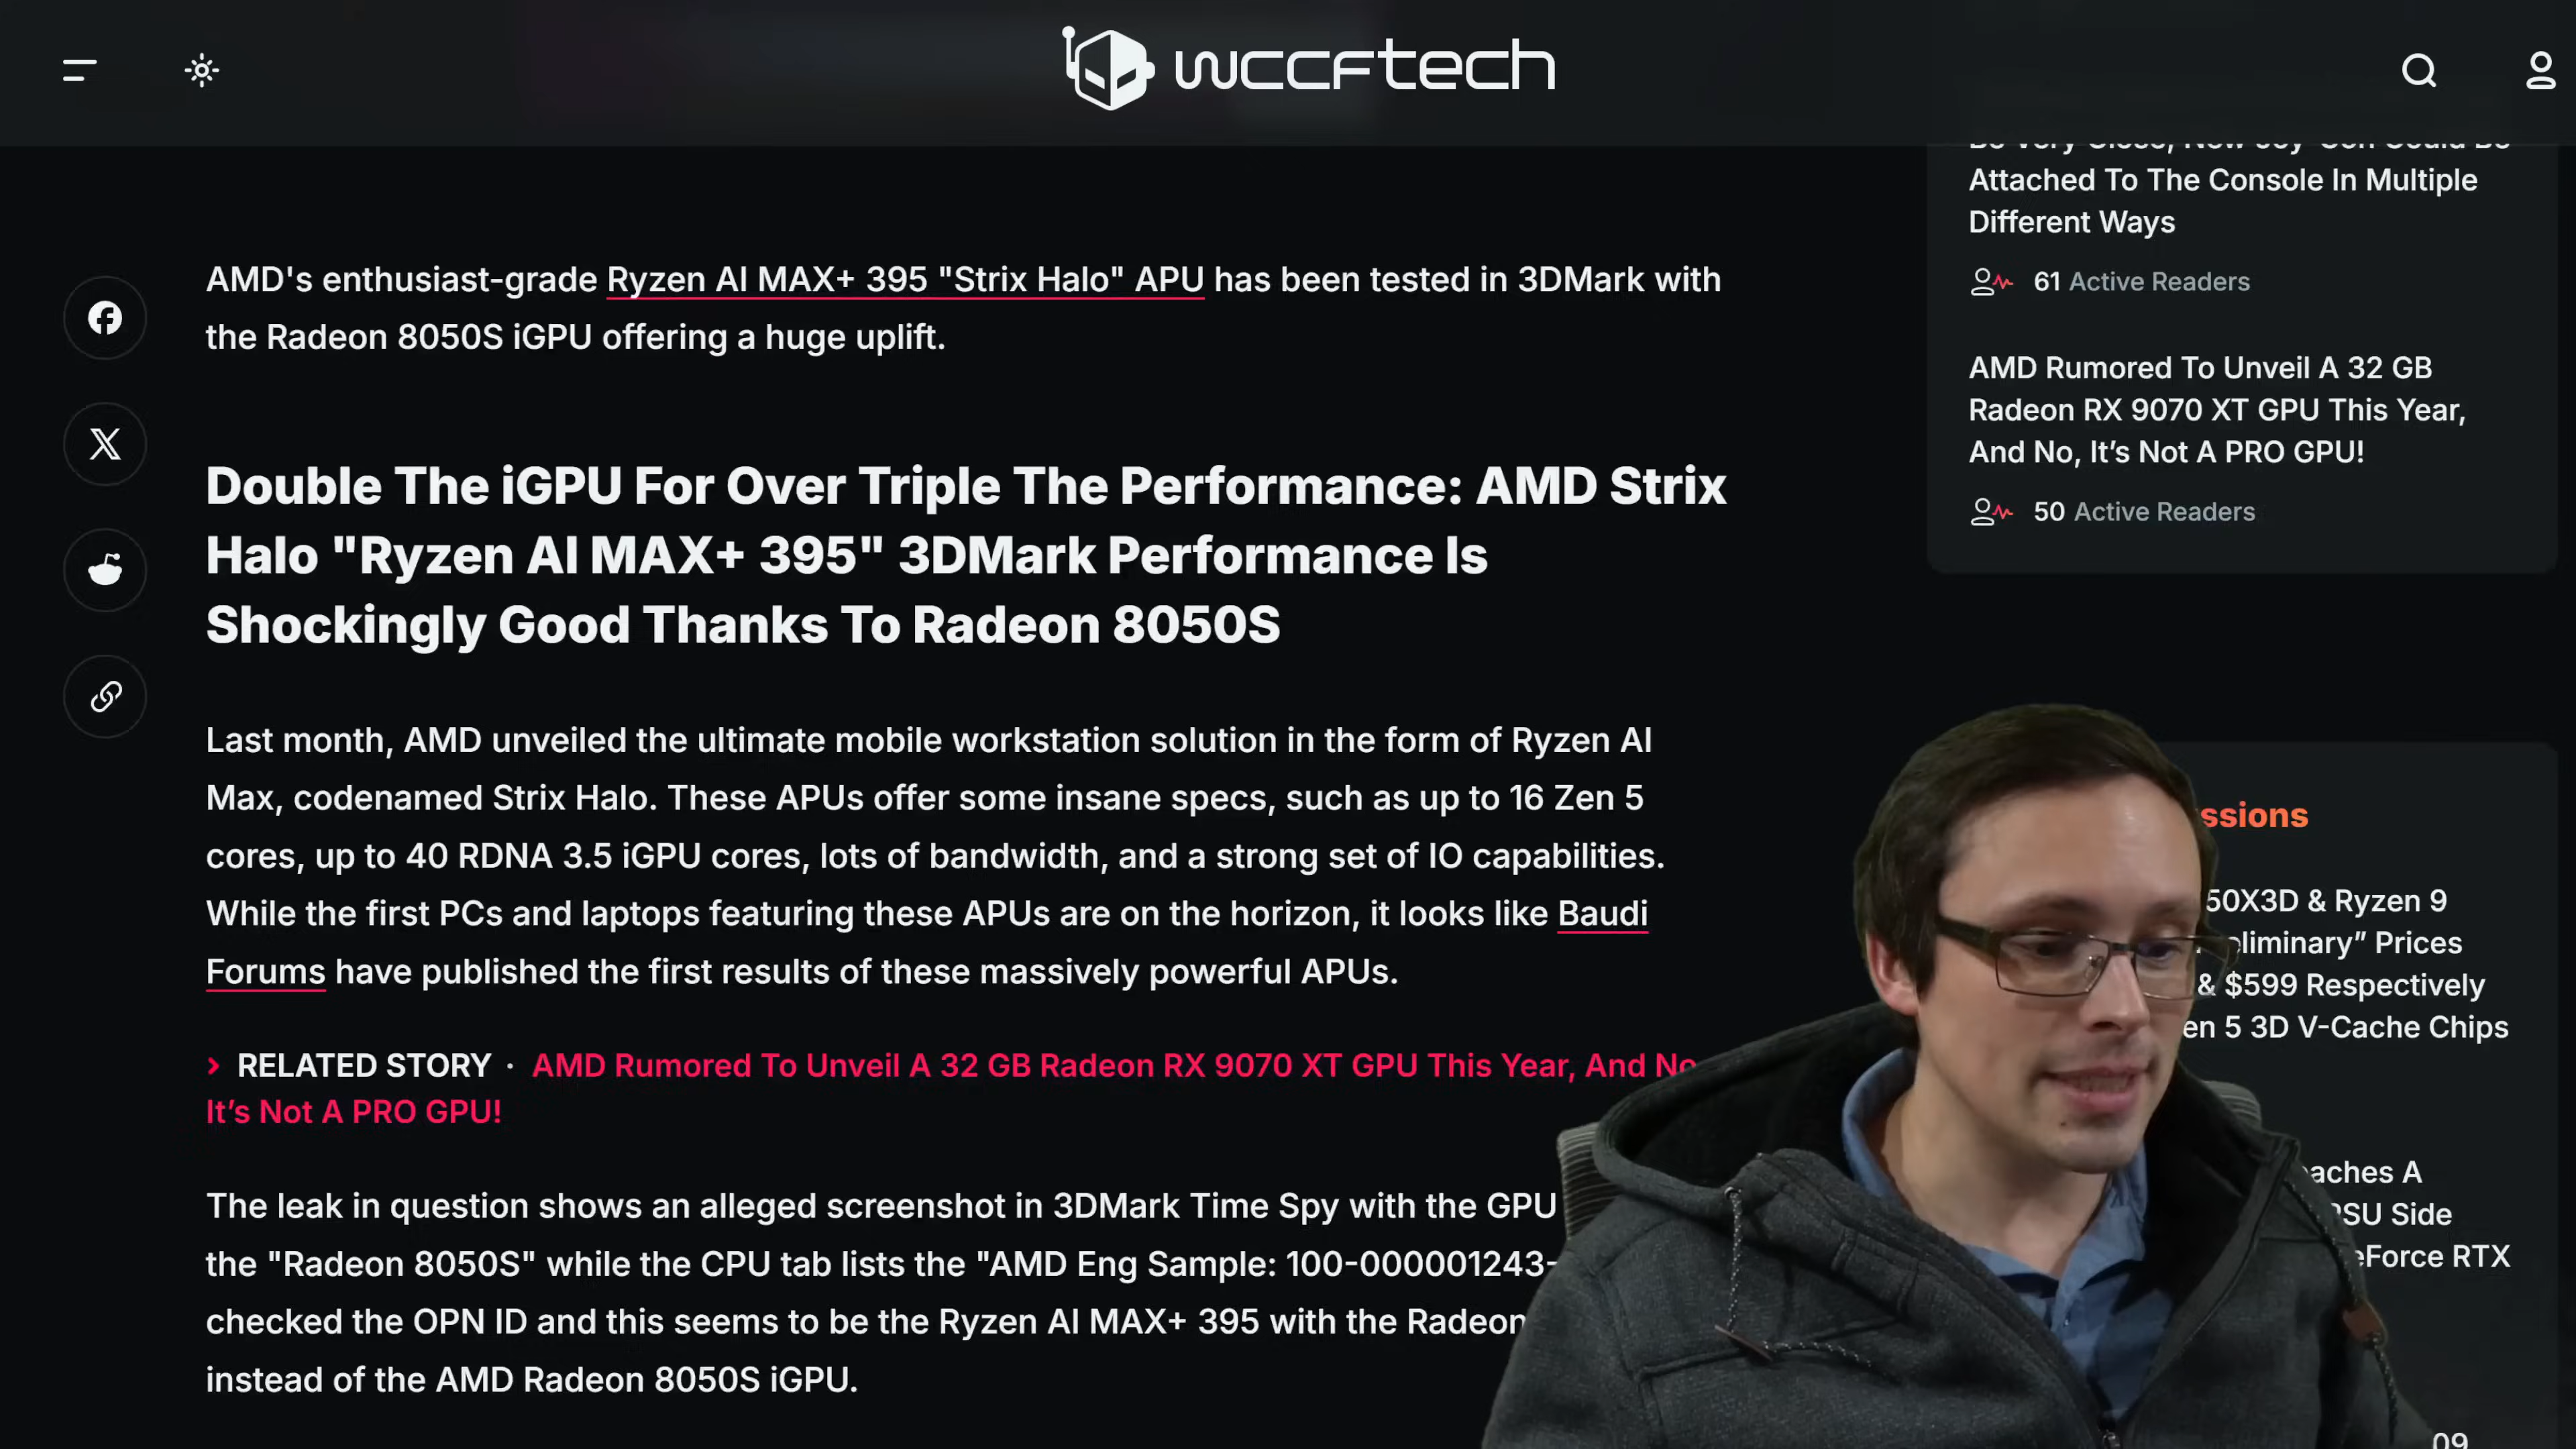 wccftech
AMD's enthusiast-grade Ryzen AI MAX+ 395 "Strix Halo" APU has been tested in 3DMark with
the Radeon 8050S iGPU offering a huge uplift.
Double The iGPU For Over Triple The Performance: AMD Strix
Halo "Ryzen AI MAX+ 395" 3DMark Performance Is
Shockingly Good Thanks To Radeon 8050S
Last month, AMD unveiled the ultimate mobile workstation solution in the form of Ryzen AI
Max, codenamed Strix Halo. These APUs offer some insane specs, such as up to 16 Zen 5
cores, up to 40 RDNA 3.5 iGPU cores, lots of bandwidth, and a strong set of IO capabilities.
While the first PCs and laptops featuring these APUs are on the horizon, it looks like Baudi
Forums have published the first results of these massively powerful APUs.
RELATED STORY · AMD Rumored To Unveil A 32 GB Radeon RX 9070 XT GPU This Year, And No
It's Not A PRO GPU!
The leak in question shows an alleged screenshot in 3DMark Time Spy with the GPU
the "Radeon 8050S" while the CPU tab lists the "AMD Eng Sample: 100-000001243-
checked the OPN ID and this seems to be the Ryzen AI MAX+ 395 with the Radeon
instead of the AMD Radeon 8050S iGPU.
Be Very Close, New Joy-Con Could Be
Attached To The Console In Multiple
Different Ways
61 Active Readers
AMD Rumored To Unveil A 32 GB
Radeon RX 9070 XT GPU This Year,
And No, It's Not A PRO GPU!
50 Active Readers
ssions
50X3D & Ryzen 9
eliminary" Prices
& $599 Respectively
en 5 3D V-Cache Chips
aches A
PSU Side
eForce RTX
09